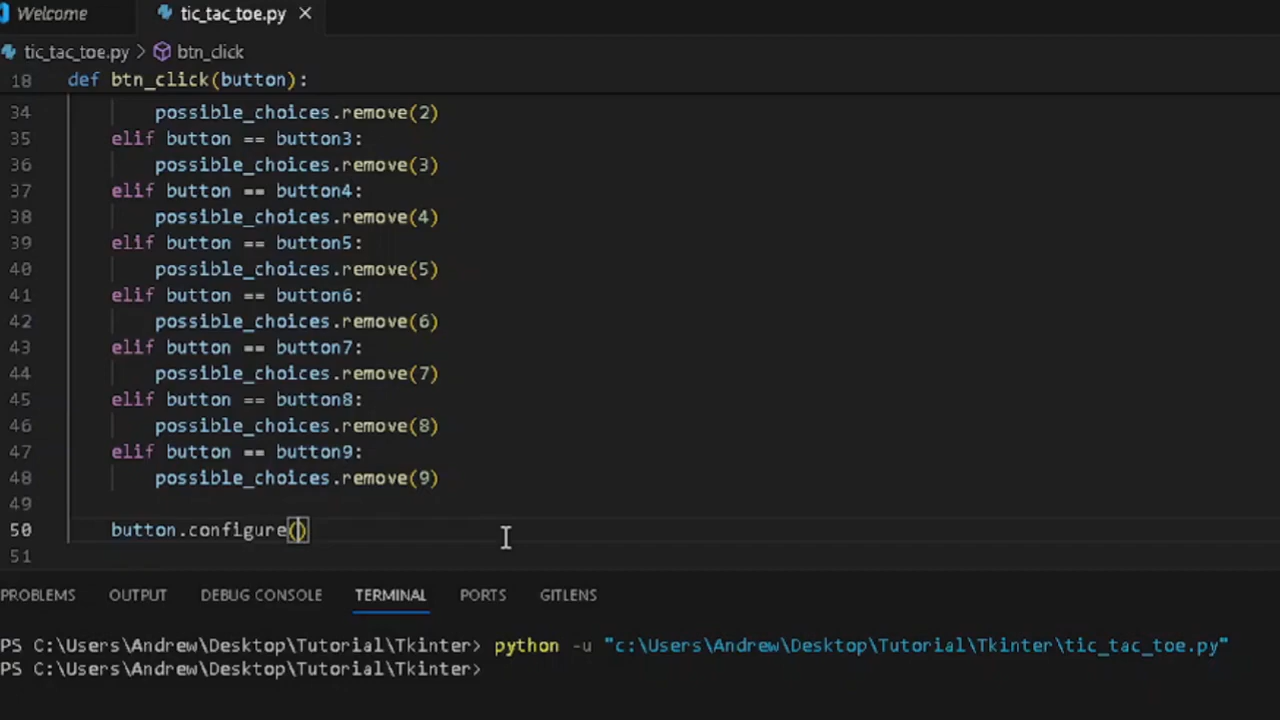 Welcome
tic_tac_toe.py ×
tic_tac_toe.py > btn_click
18 def btn_click(button):
34 possible_choices.remove(2)
35 elif button == button3:
36 possible_choices.remove(3)
37 elif button == button4:
38 possible_choices.remove(4)
39 elif button == button5:
40 possible_choices.remove(5)
41 elif button == button6:
42 possible_choices.remove(6)
43 elif button == button7:
44 possible_choices.remove(7)
45 elif button == button8:
46 possible_choices.remove(8)
47 elif button == button9:
48 possible_choices.remove(9)
49
50 button.configure()
51
PROBLEMS OUTPUT DEBUG CONSOLE TERMINAL PORTS GITLENS
PS C:\Users\Andrew\Desktop\Tutorial\Tkinter> python -u "c:\Users\Andrew\Desktop\Tutorial\Tkinter\tic_tac_toe.py"
PS C:\Users\Andrew\Desktop\Tutorial\Tkinter>